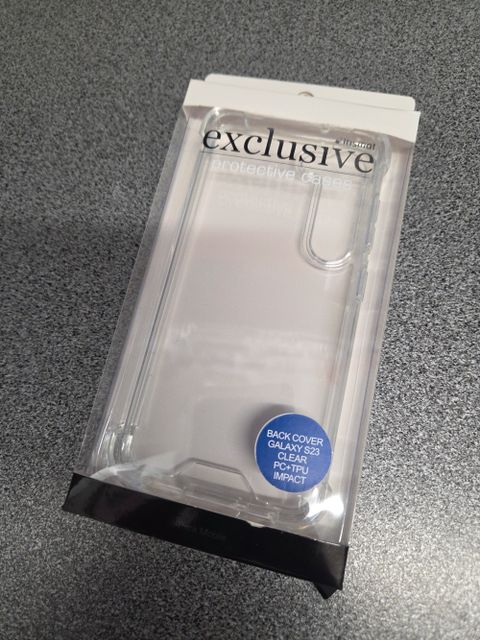 exclusive
protective cases
BACK COVER
GALAXY S23
CLEAR
PC+TPU
IMPACT